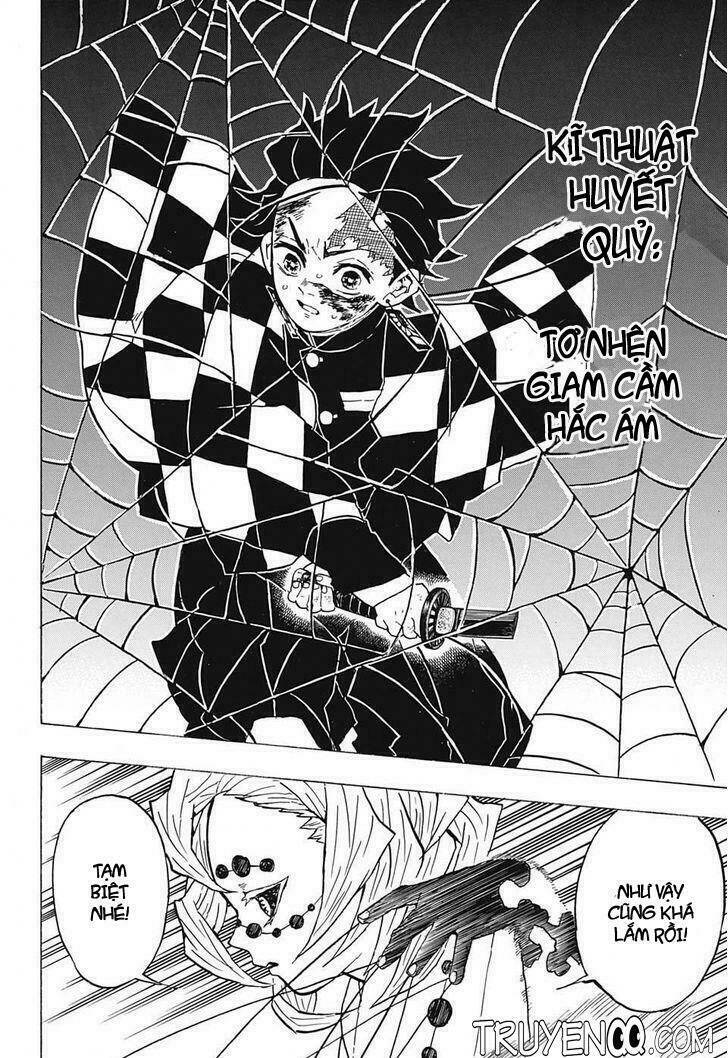 KĨ THUẬT
HUYẾT
QUỶ:
TƠ NHỆN
GIAM CẦM
HẮC ÁM
NHƯ VẬY
CŨNG KHÁ
LẮM RỒI!
TẠM
BIỆT
NHÉ!
TRUYENQQ.COM